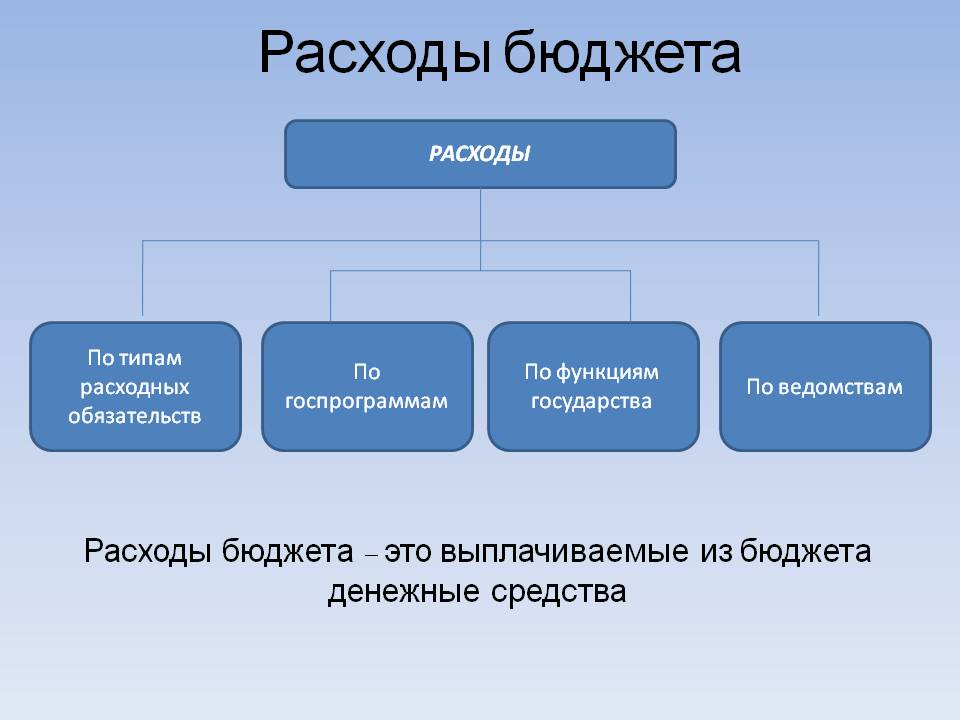 Расходы бюджета
РАСХОДЫ
По типам
расходных
обязательств
По
госпрограммам
По функциям
государства
По ведомствам
Расходы бюджета – это выплачиваемые из бюджета
денежные средства